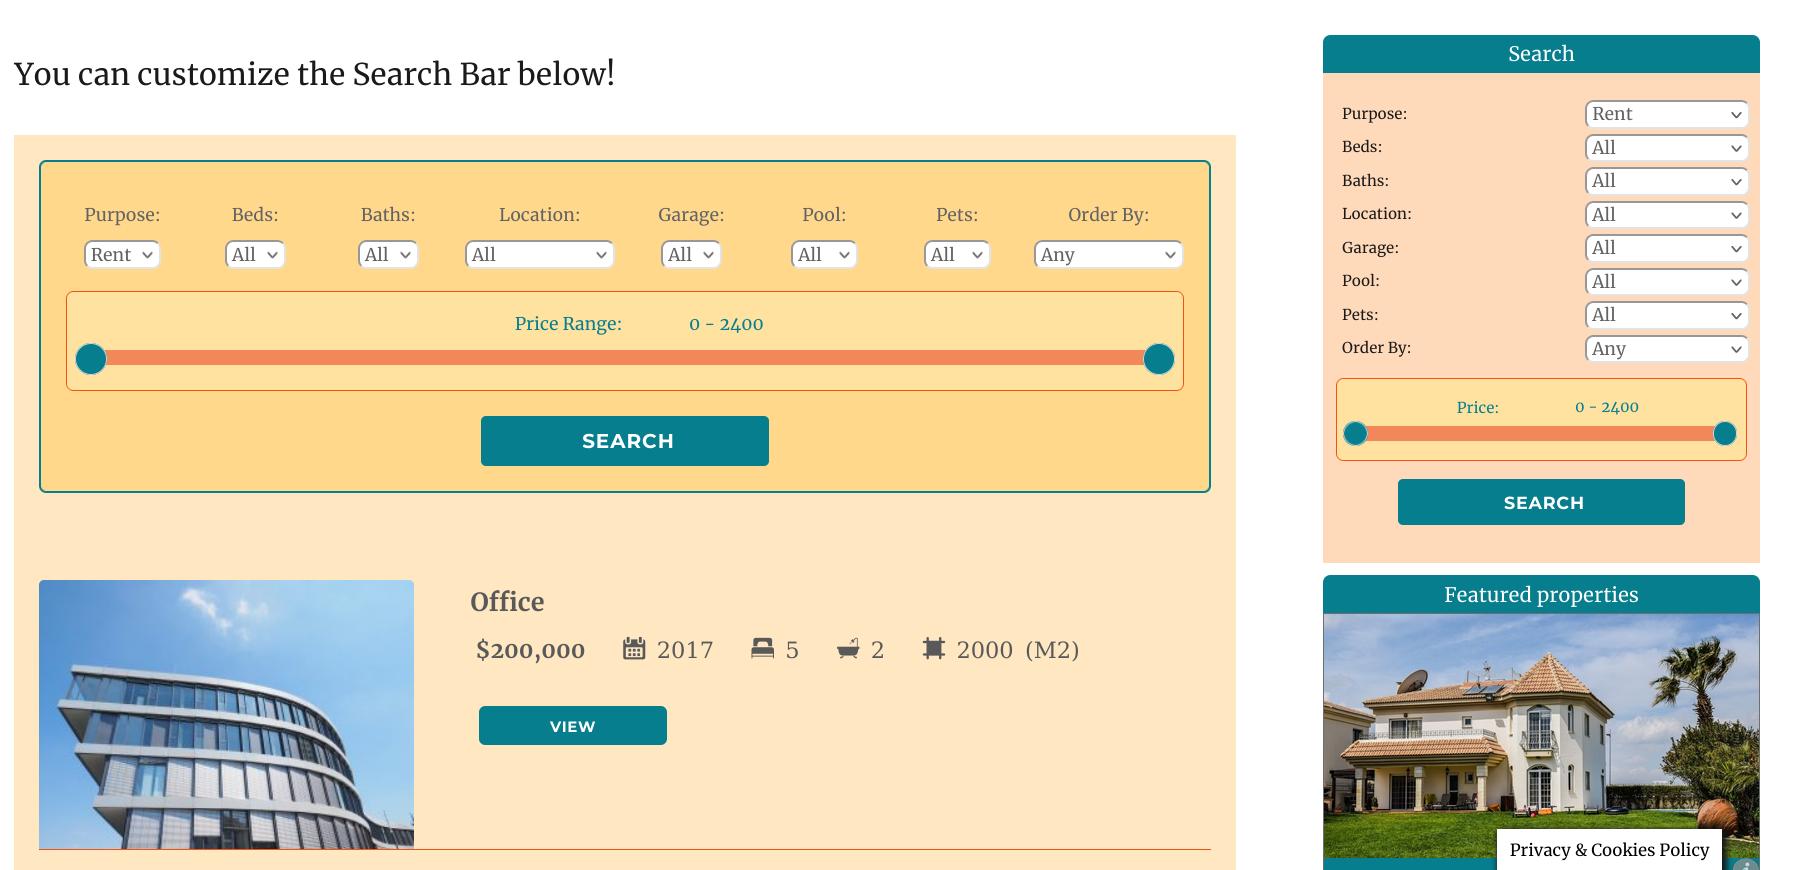 You can customize the Search Bar below!
Purpose: Beds: Baths: Location: Garage: Pool: Pets: Order By:
Rent All All All All All All Any
Price Range: 0 - 2400
SEARCH
Office
$200,000 2017 5 2 2000 (M2)
VIEW
Search
Purpose: Rent
Beds: All
Baths: All
Location: All
Garage: All
Pool: All
Pets: All
Order By: Any
Price: 0 - 2400
SEARCH
Featured properties
Privacy & Cookies Policy